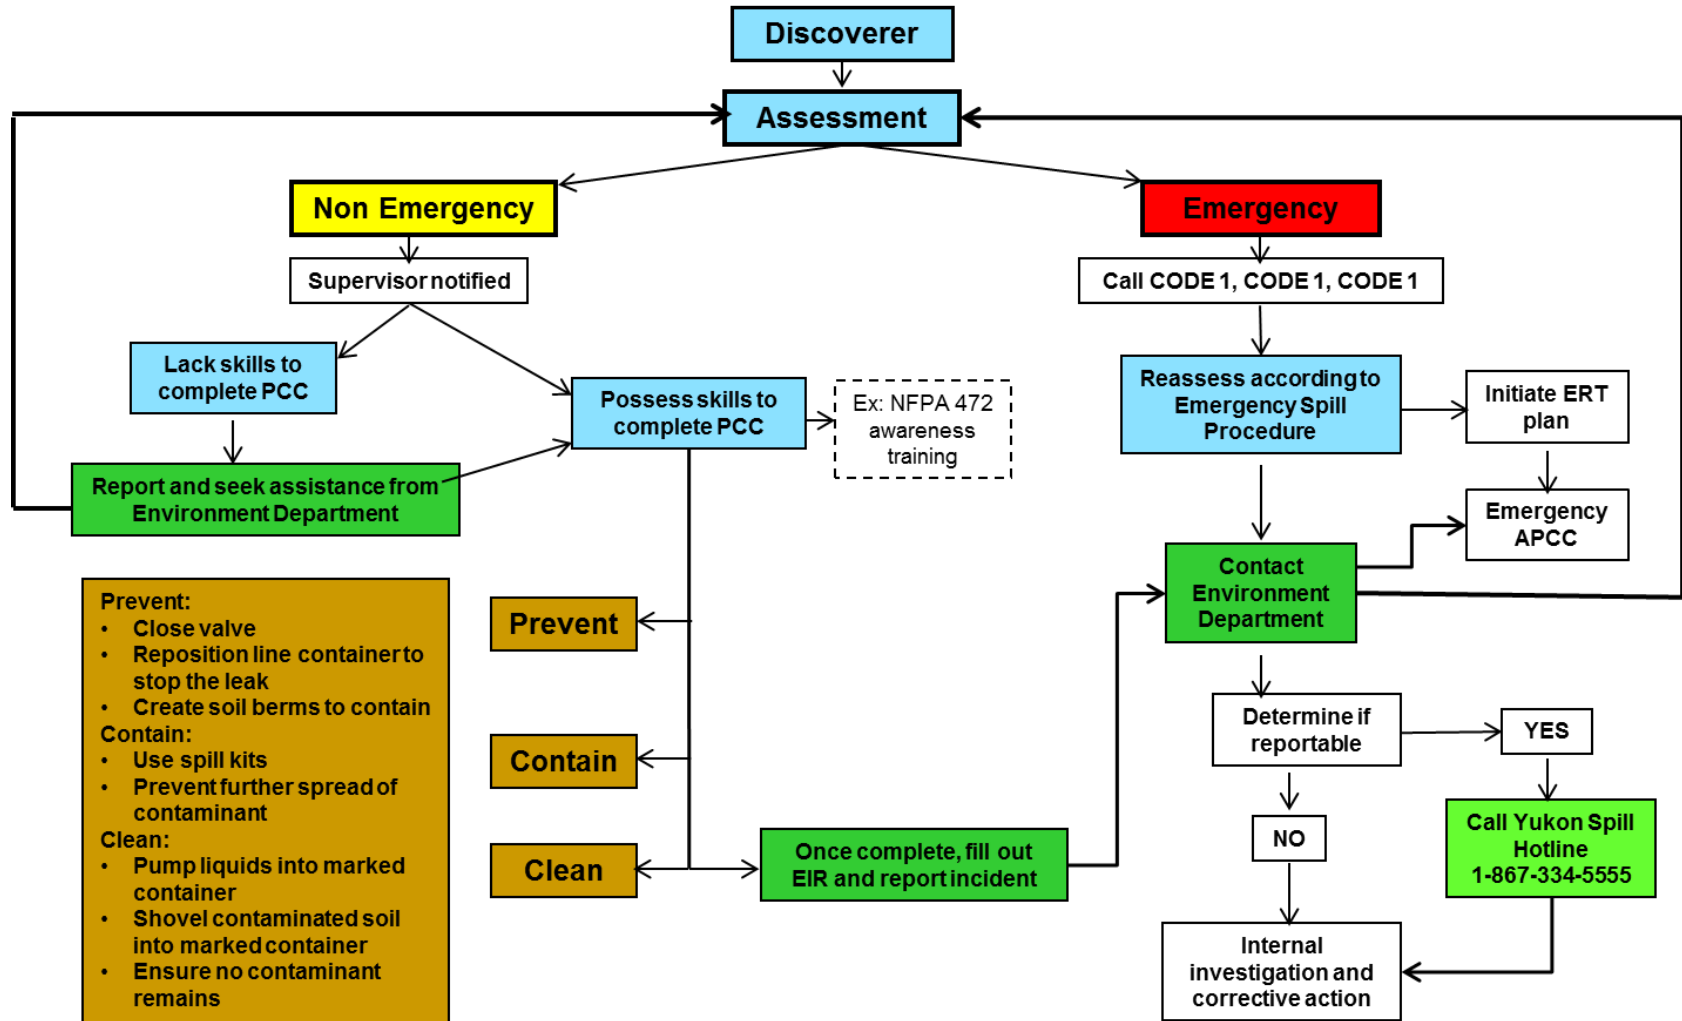 Discoverer
Assessment
Non Emergency
Emergency
Supervisor notified
Call CODE 1, CODE 1, CODE 1
Lack skills to
complete PCC
Possess skills to
complete PCC
Ex: NFPA 472
awareness
training
Reassess according to
Emergency Spill
Procedure
Initiate ERT
plan
Report and seek assistance from
Environment Department
Emergency
APCC
Contact
Environment
Department
Prevent:
• Close valve
• Reposition line container to
stop the leak
• Create soil berms to contain
Contain:
• Use spill kits
• Prevent further spread of
contaminant
Clean:
• Pump liquids into marked
container
• Shovel contaminated soil
into marked container
• Ensure no contaminant
remains
Prevent
Contain
Clean
Once complete, fill out
EIR and report incident
Determine if
reportable
YES
NO
Call Yukon Spill
Hotline
1-867-334-5555
Internal
investigation and
corrective action